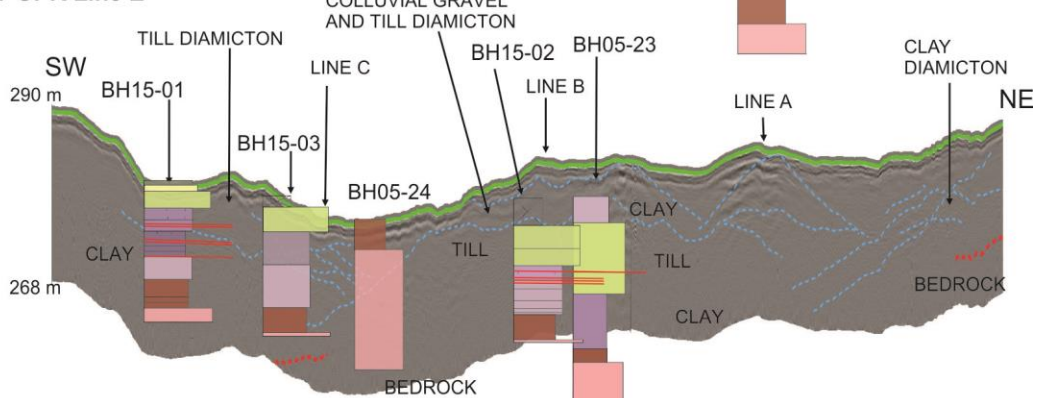 COLLUVIAL GRAVEL
AND TILL DIAMICTON
TILL DIAMICTON
SW
LINE C
BH15-02
BH05-23
CLAY
DIAMICTON
290 m
BH15-01
LINE B
LINE A
NE
BH15-03
BH05-24
CLAY
CLAY
TILL
TILL
BEDROCK
268 m
CLAY
BEDROCK